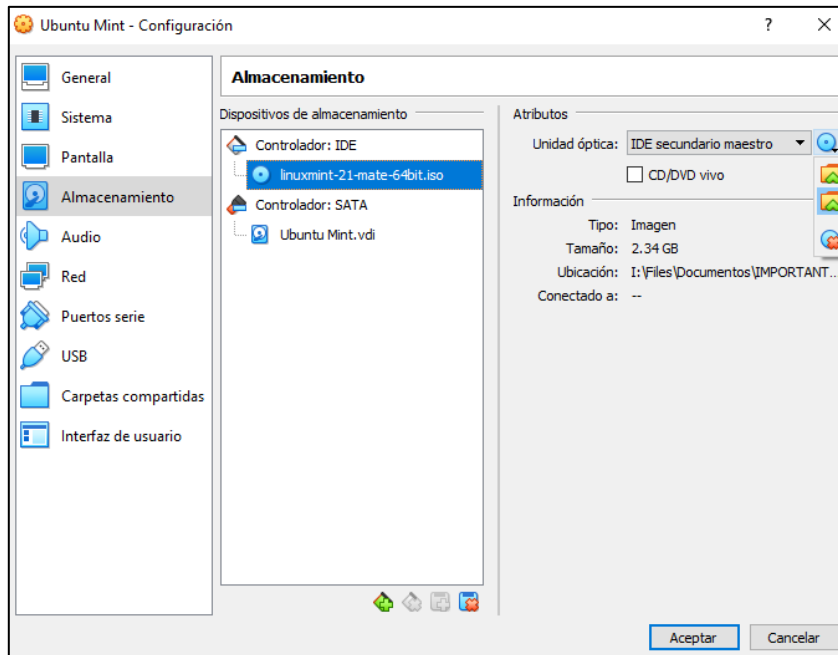 Ubuntu Mint - Configuración
?
General
Sistema
Pantalla
Almacenamiento
Audio
Red
Puertos serie
USB
Carpetas compartidas
Interfaz de usuario
Almacenamiento
Dispositivos de almacenamiento
Controlador: IDE
linuxmint-21-mate-64bit.iso
Controlador: SATA
Ubuntu Mint.vdi
Atributos
Unidad óptica: IDE secundario maestro
CD/DVD vivo
Información
Tipo: Imagen
Tamaño: 2.34 GB
Ubicación: I:\Files\Documentos\IMPORTANT...
Conectado a: --
Aceptar Cancelar